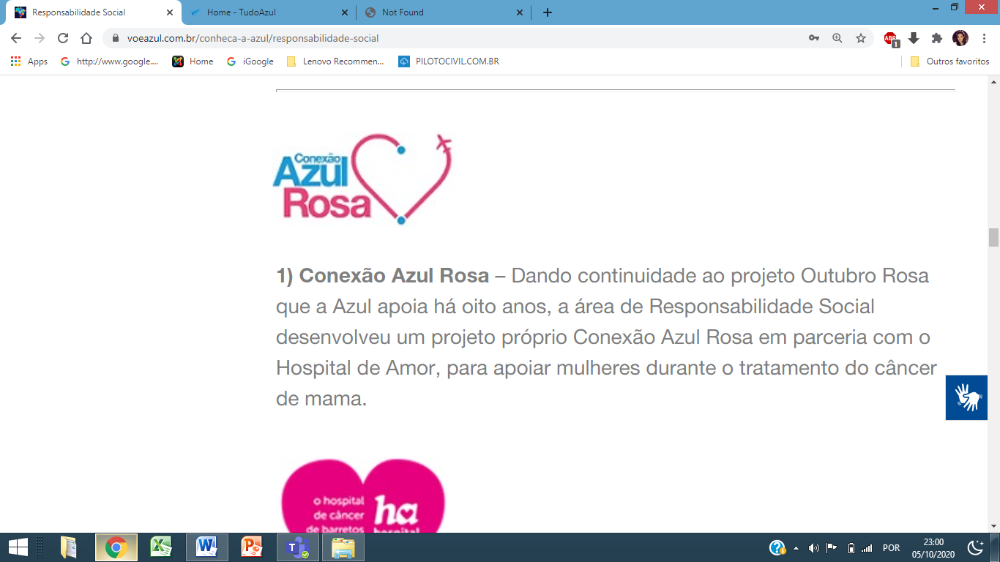 Responsabilidade Social
Home - TudoAzul
Not Found
voeazul.com.br/conheca-a-azul/responsabilidade-social
ABP
1
Apps
http://www.google....
Home
iGoogle
Lenovo Recommen...
PILOTOCIVIL.COM.BR
Outros favoritos
Conexão
Azul
Rosa
1) Conexão Azul Rosa – Dando continuidade ao projeto Outubro Rosa
que a Azul apoia há oito anos, a área de Responsabilidade Social
desenvolveu um projeto próprio Conexão Azul Rosa em parceria com o
Hospital de Amor, para apoiar mulheres durante o tratamento do câncer
de mama.
o hospital
de câncer
de barretos
ha
hospital
POR
23:00
05/10/2020